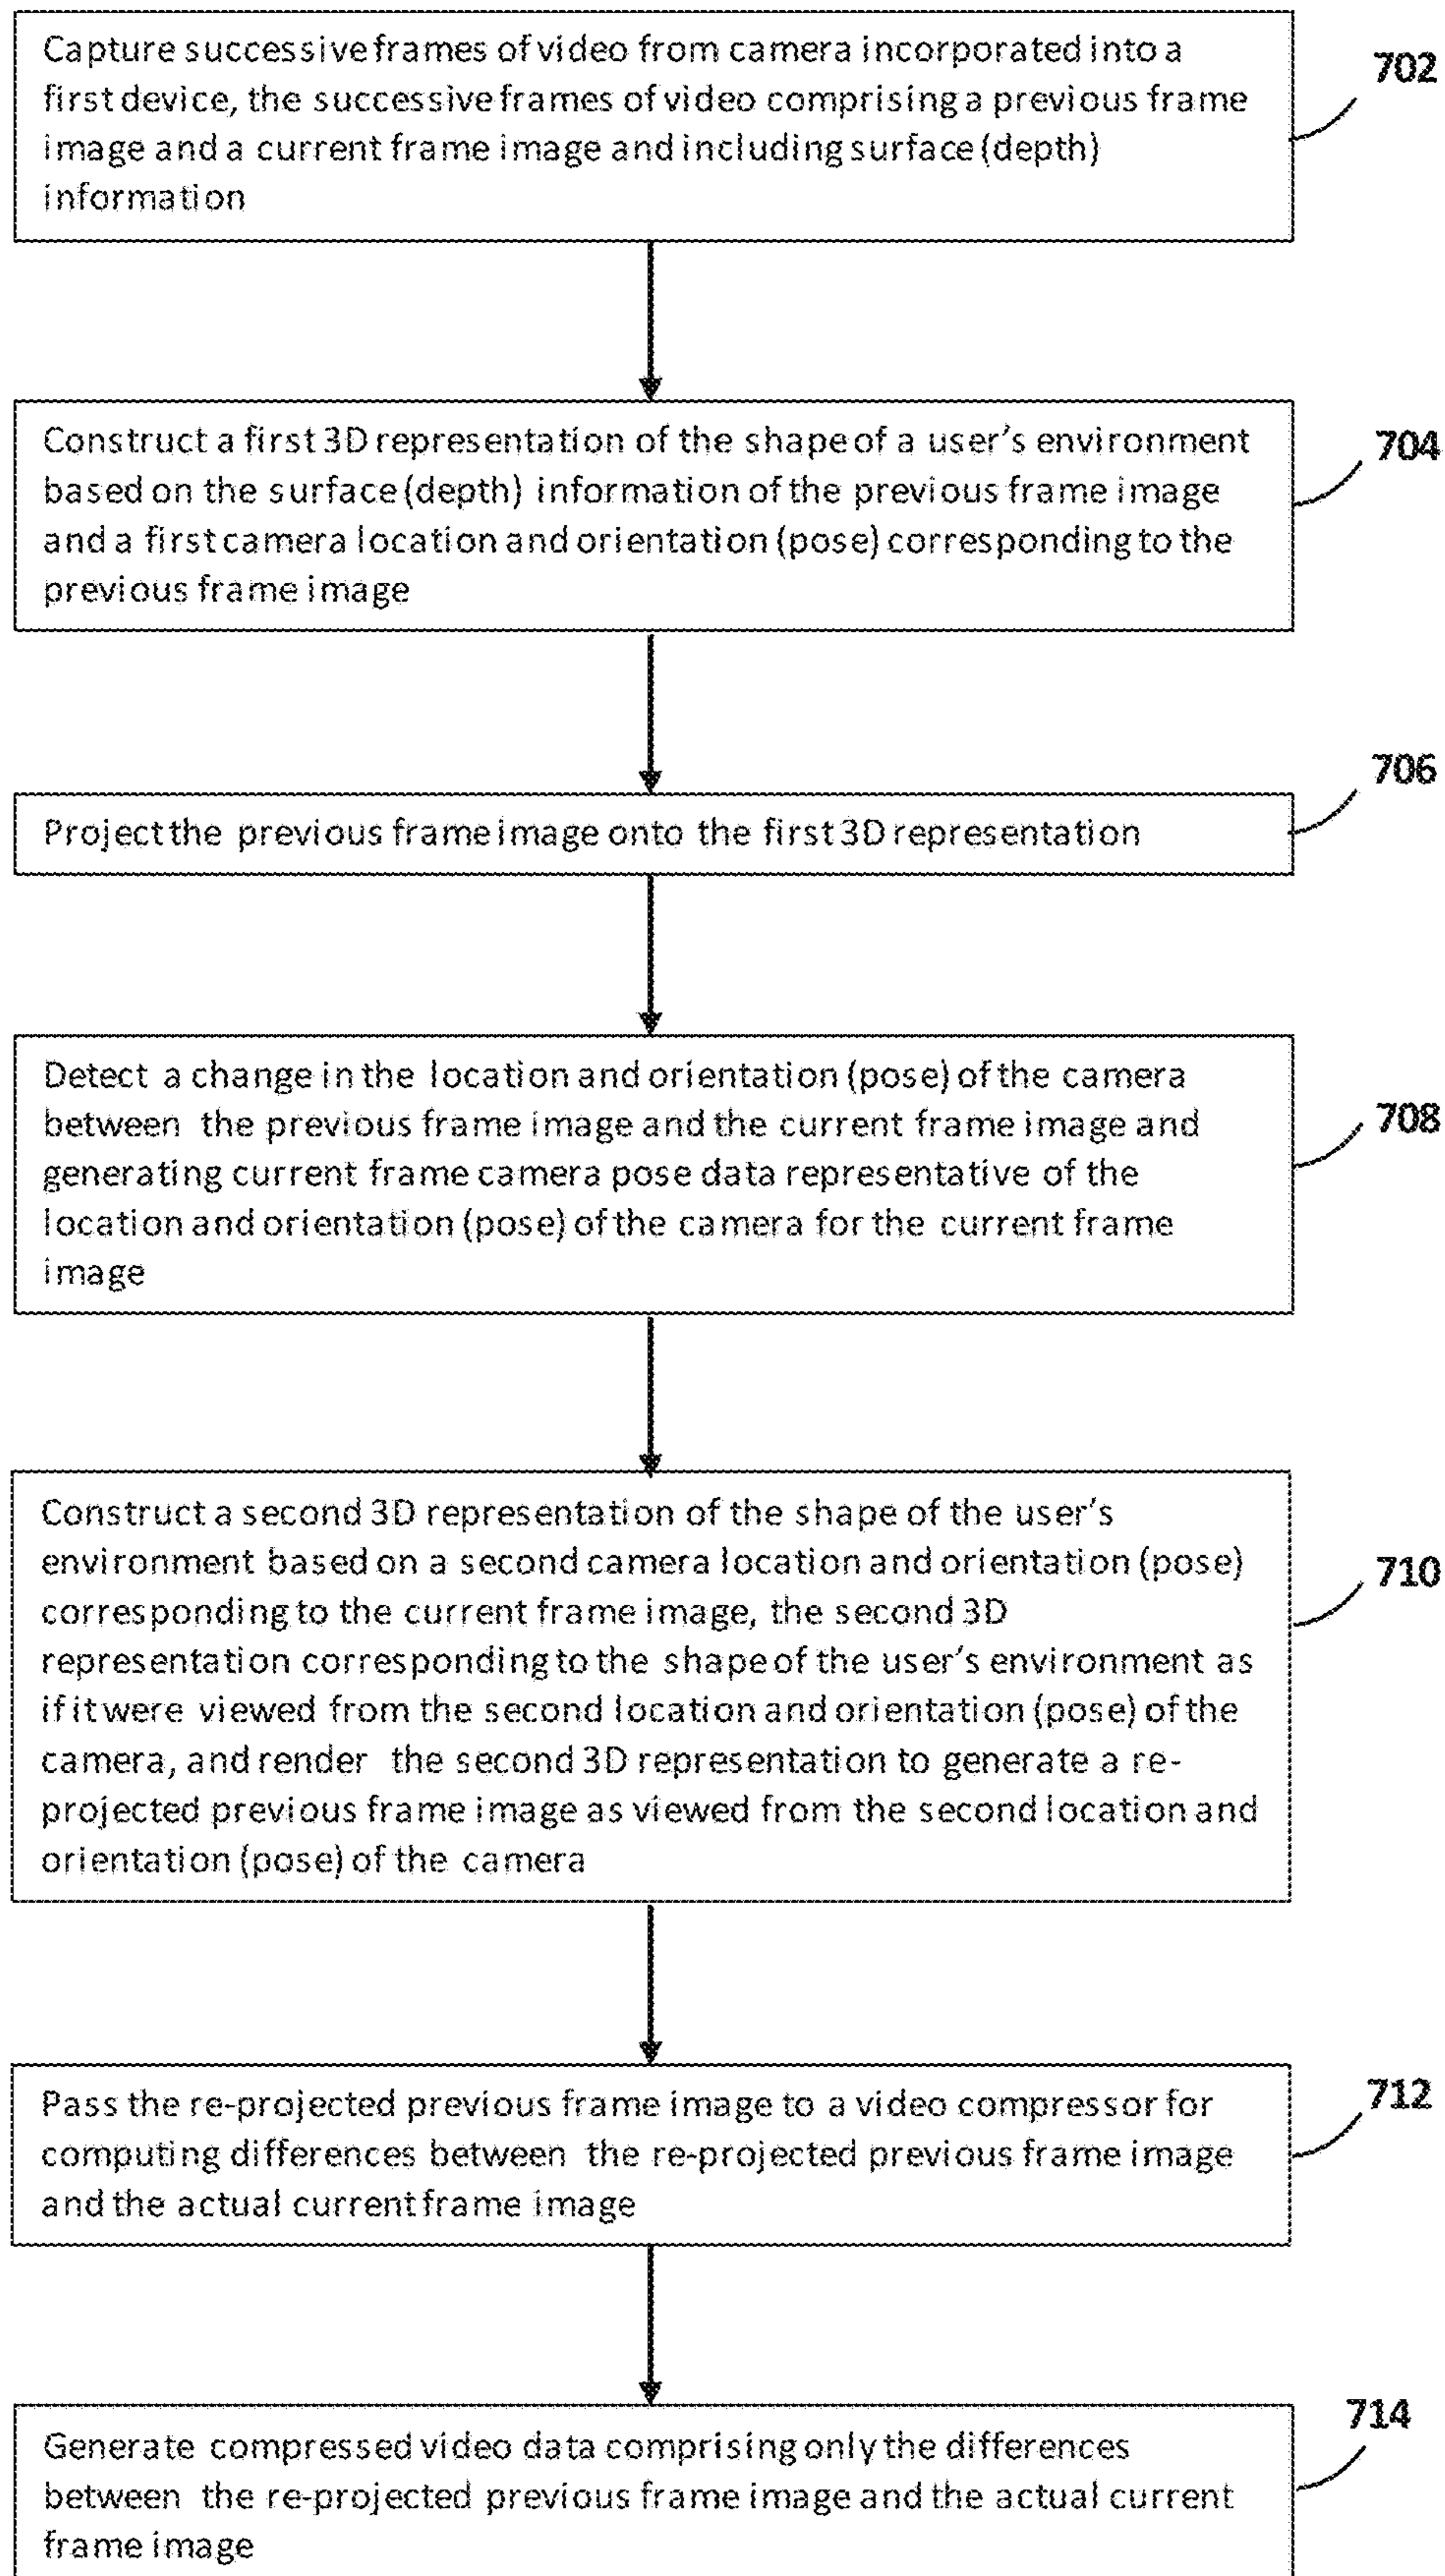 Capture successive frames of video from camera incorporated into a
702
first device, the successive frames of video comprising a previous frame
image and a current frame image and including surface (depth)
information
Construct a first 3D representation of the shape of a user's environment
704
based on the surface (depth) information of the previous frame image
and a first camera location and orientation (pose) corresponding to the
previous frame image
706
Project the previous frame image onto the first 3D representation
Detect a change in the location and orientation (pose) of the camera
708
between the previous frame image and the current frame image and
generating current frame camera pose data representative of the
location and orientation (pose) of the camera for the current frame
image
Construct a second 3D representation of the shape of the user's
environment based on a second camera location and orientation (pose)
710
corresponding to the current frame image, the second 3D
representation corresponding to the shape of the user's environment as
if it were viewed from the second location and orientation (pose) of the
camera, and render the second 3D representation to generate a re-
projected previous frame image as viewed from the second location and
orientation (pose) of the camera
712
Pass the re-projected previous frame image to a video compressor for
computing differences between the re-projected previous frame image
and the actual current frame image
714
Generate compressed video data comprising only the differences
between the re-projected previous frame image and the actual current
frame image